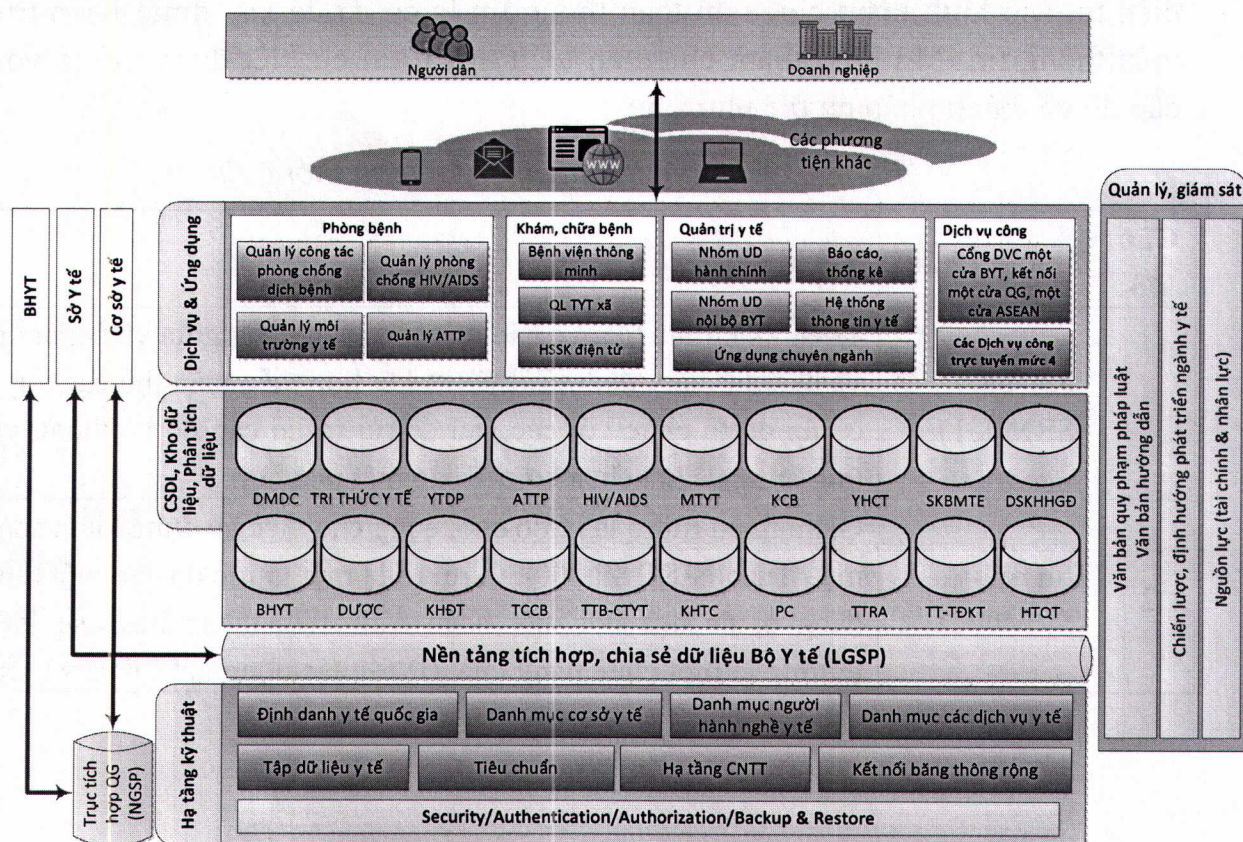 Người dân
Doanh nghiệp
Các phương
tiện khác
WWW
BHYT
Sở Y tế
Cơ sở y tế
Dịch vụ & Ứng dụng
Phòng bệnh
Quản lý công tác
phòng chống
dịch bệnh
Quản lý phòng
chống HIV/AIDS
Quản lý môi
trường y tế
Quản lý ATTP
Khám, chữa bệnh
Bệnh viện thông
minh
QL TYT xã
HSSK điện tử
Quản trị y tế
Nhóm UD
hành chính
Báo cáo,
thống kê
Nhóm UD
nội bộ BYT
Hệ thống
thông tin y tế
Ứng dụng chuyên ngành
Dịch vụ công
Cổng DVC một
cửa BYT, kết nối
một cửa QG, một
cửa ASEAN
Các Dịch vụ công
trực tuyến mức 4
CSDL, Kho dữ
liệu, Phân tích
dữ liệu
DMDC
TRI THỨC Y TẾ
YTDP
ATTP
HIV/AIDS
MTYT
KCB
YHCT
SKBMTE
DSKHHGĐ
BHYT
DƯỢC
KHĐT
TCCB
TTB-CTYT
KHTC
PC
TTRA
TT-TĐKT
HTQT
Nền tảng tích hợp, chia sẻ dữ liệu Bộ Y tế (LGSP)
Trục tích
hợp QG
(NGSP)
Hạ tầng kỹ thuật
Định danh y tế quốc gia
Danh mục cơ sở y tế
Danh mục người
hành nghề y tế
Danh mục các dịch vụ y tế
Tập dữ liệu y tế
Tiêu chuẩn
Hạ tầng CNTT
Kết nối băng thông rộng
Security/Authentication/Authorization/Backup & Restore
Quản lý, giám sát
Văn bản quy phạm pháp luật
Văn bản hướng dẫn
Chiến lược, định hướng phát triển ngành y tế
Nguồn lực (tài chính & nhân lực)